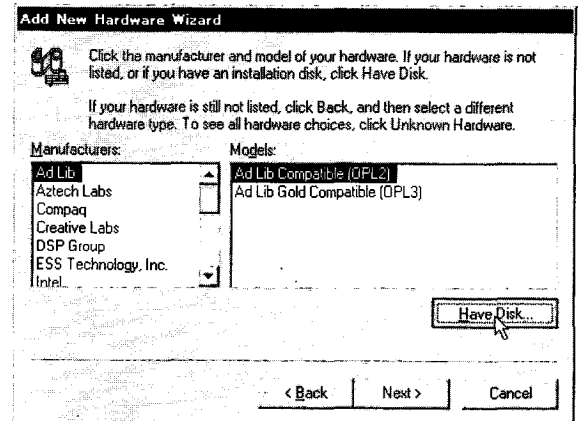 Add New Hardware Wizard
Click the manufacturer and model of your hardware. If your hardware is not
listed, or if you have an installation disk, click Have Disk.
If your hardware is still not listed, click Back, and then select a different
hardware type. To see all hardware choices, click Unknown Hardware.
Manufacturers:
Ad Lib
Aztech Labs
Compaq
Creative Labs
DSP Group
ESS Technology, Inc.
Intel
Models:
Ad Lib Compatible (OPL2)
Ad Lib Gold Compatible (OPL3)
Have Disk...
< Back
Next >
Cancel